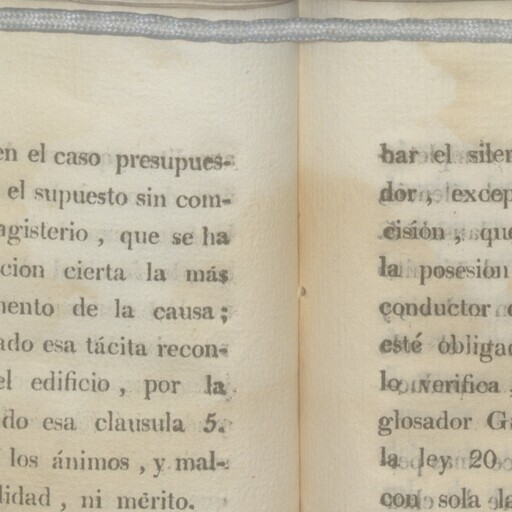 en el caso presupues-
el supuesto sin com-
agisterio, que se ha
cion cierta la más
mento de la causa;
ado esa tácita recon-
el edificio, por la
do esa clausula 5.
los ánimos, y mal-
lidad, ni mérito.
bar el silen
dor, excep
cision, que
la posesion
conductor
esté obligad
lo verifica,
glosador G
la ley 20
con sola la